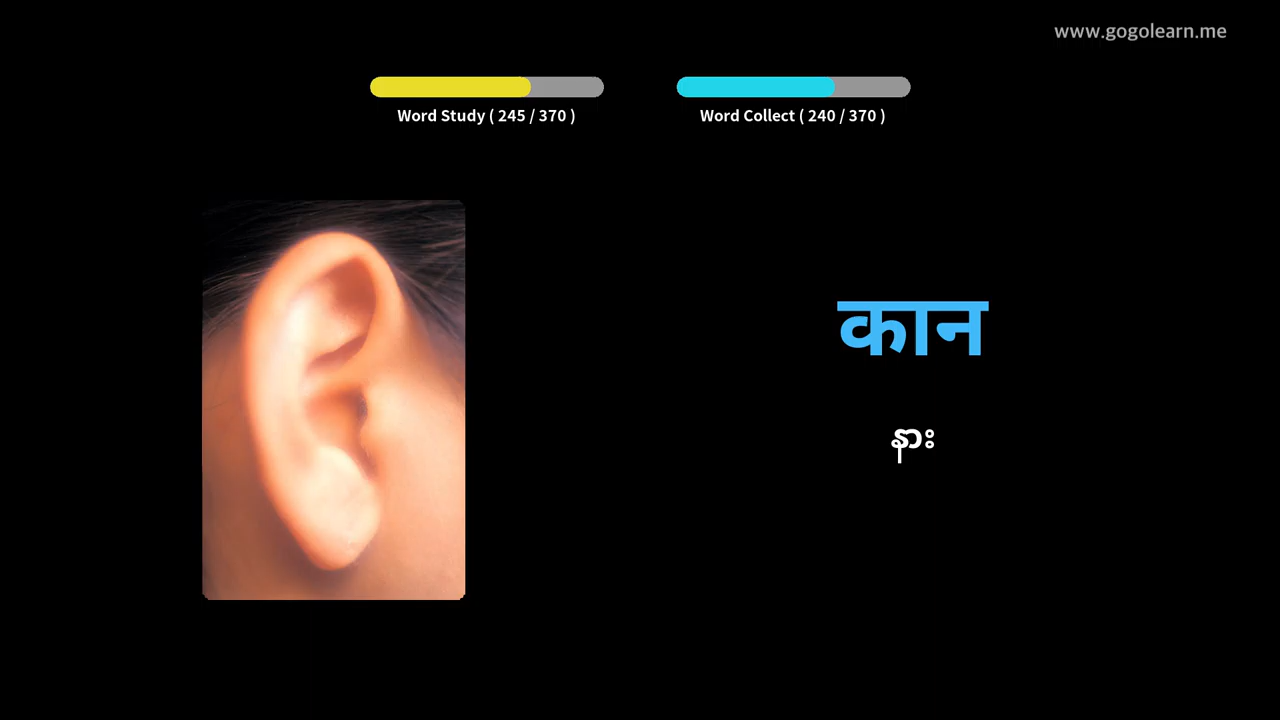 www.gogolearn.me
Word Study ( 245 / 370 )
Word Collect ( 240 / 370 )
कान
နား